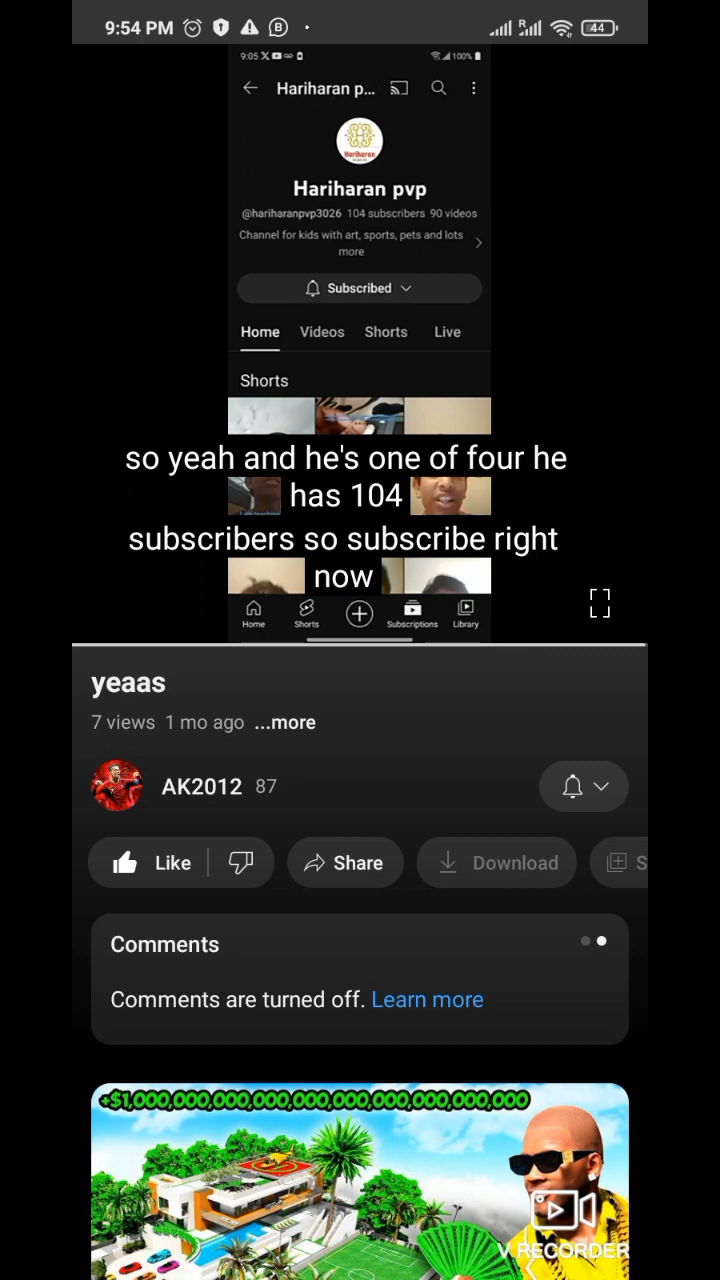 9:54 PM
44
9:05
100%
Hariharan p...
Hariharan
Hariharan pvp
@hariharanpvp3026 104 subscribers 90 videos
Channel for kids with art, sports, pets and lots
more
Subscribed
Home Videos Shorts Live
Shorts
so yeah and he's one of four he
has 104
subscribers so subscribe right
now
Home Shorts Subscriptions Library
yeaas
7 views 1 mo ago ...more
AK2012 87
Like Share Download S
Comments
Comments are turned off. Learn more
+$1,000,000,000,000,000,000,000,000,000,000
V RECORDER